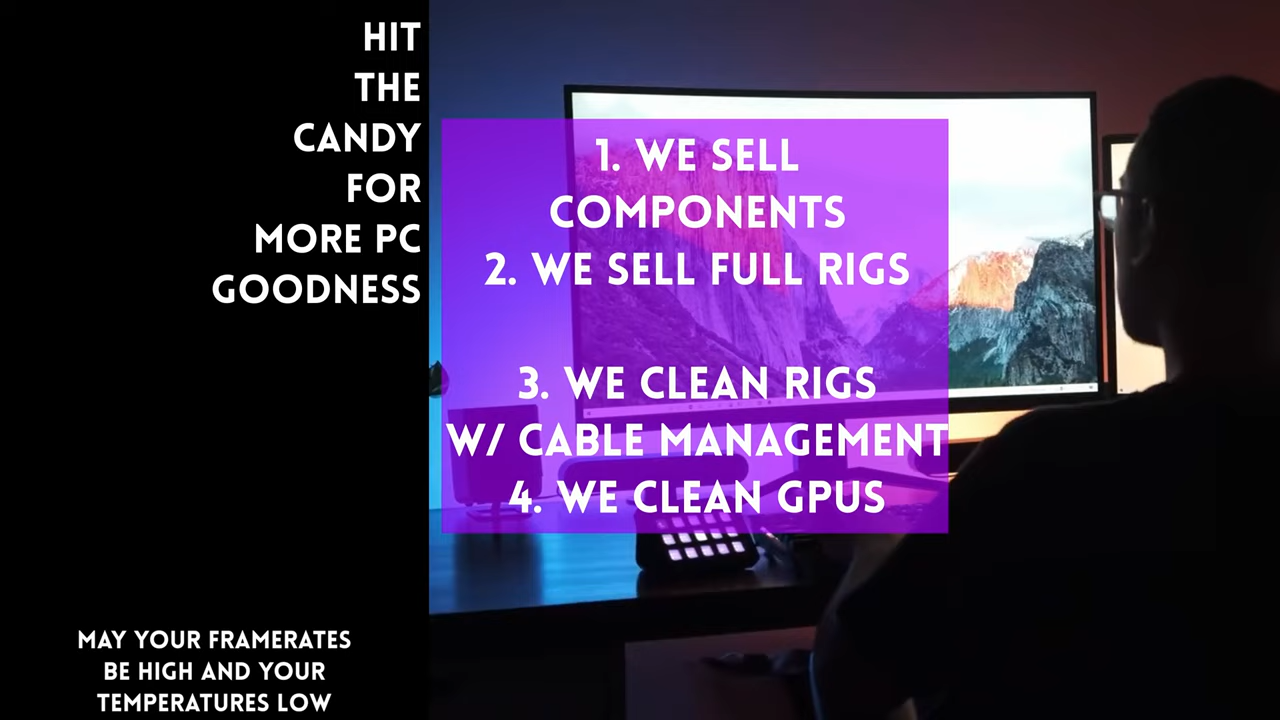 HIT
THE
CANDY
FOR
MORE PC
GOODNESS
1. WE SELL
COMPONENTS
2. WE SELL FULL RIGS
3. WE CLEAN RIGS
W/ CABLE MANAGEMENT
4. WE CLEAN GPUS
MAY YOUR FRAMERATES
BE HIGH AND YOUR
TEMPERATURES LOW